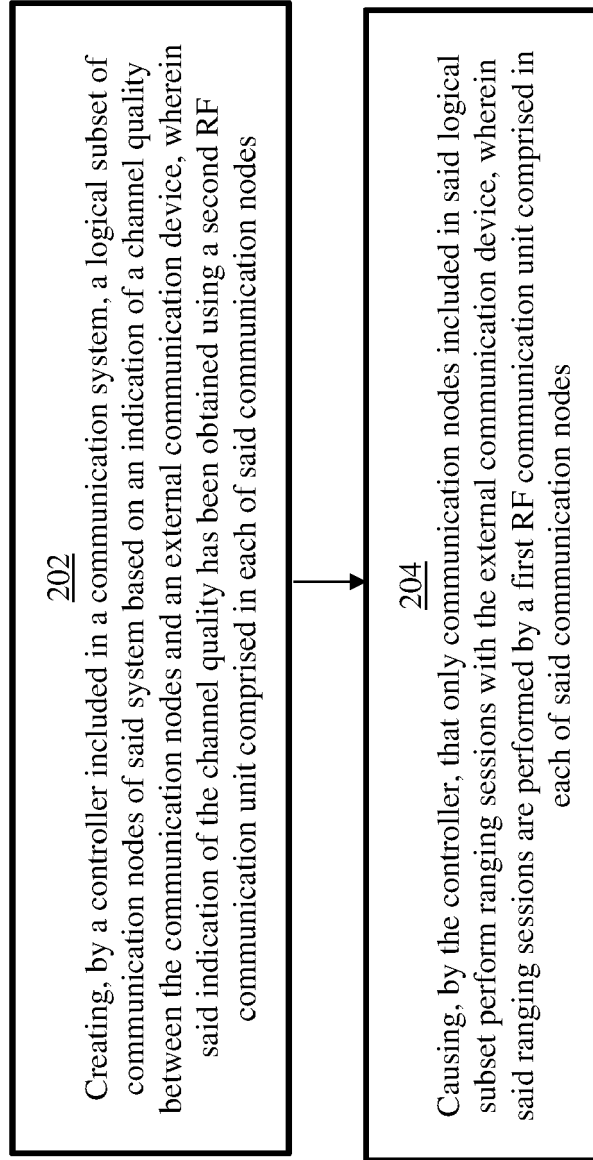 202
Creating, by a controller included in a communication system, a logical subset of
communication nodes of said system based on an indication of a channel quality
between the communication nodes and an external communication device, wherein
said indication of the channel quality has been obtained using a second RF
communication unit comprised in each of said communication nodes
204
Causing, by the controller, that only communication nodes included in said logical
subset perform ranging sessions with the external communication device, wherein
said ranging sessions are performed by a first RF communication unit comprised in
each of said communication nodes